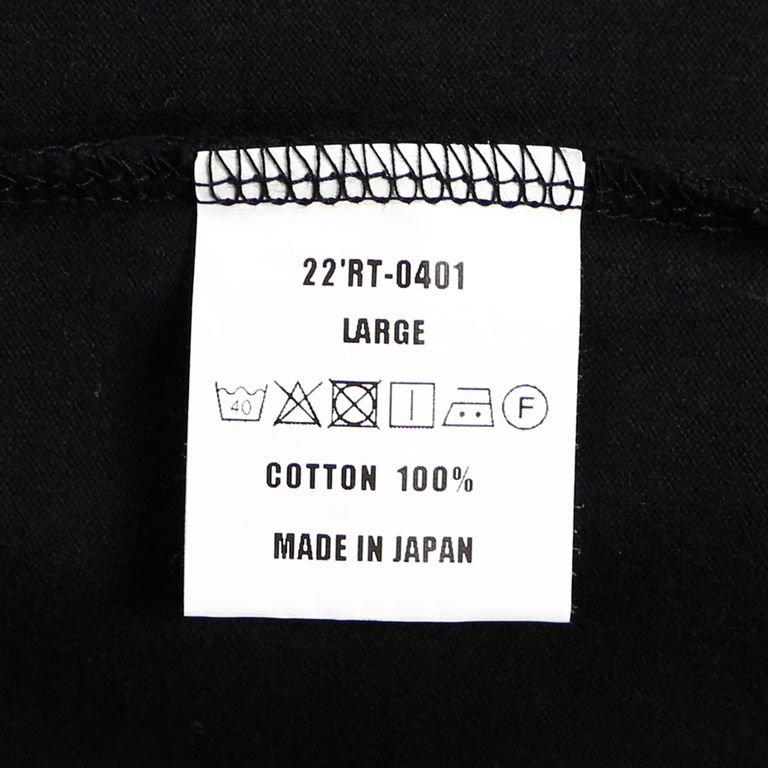 22'RT-0401
LARGE
40 F
COTTON 100%
MADE IN JAPAN